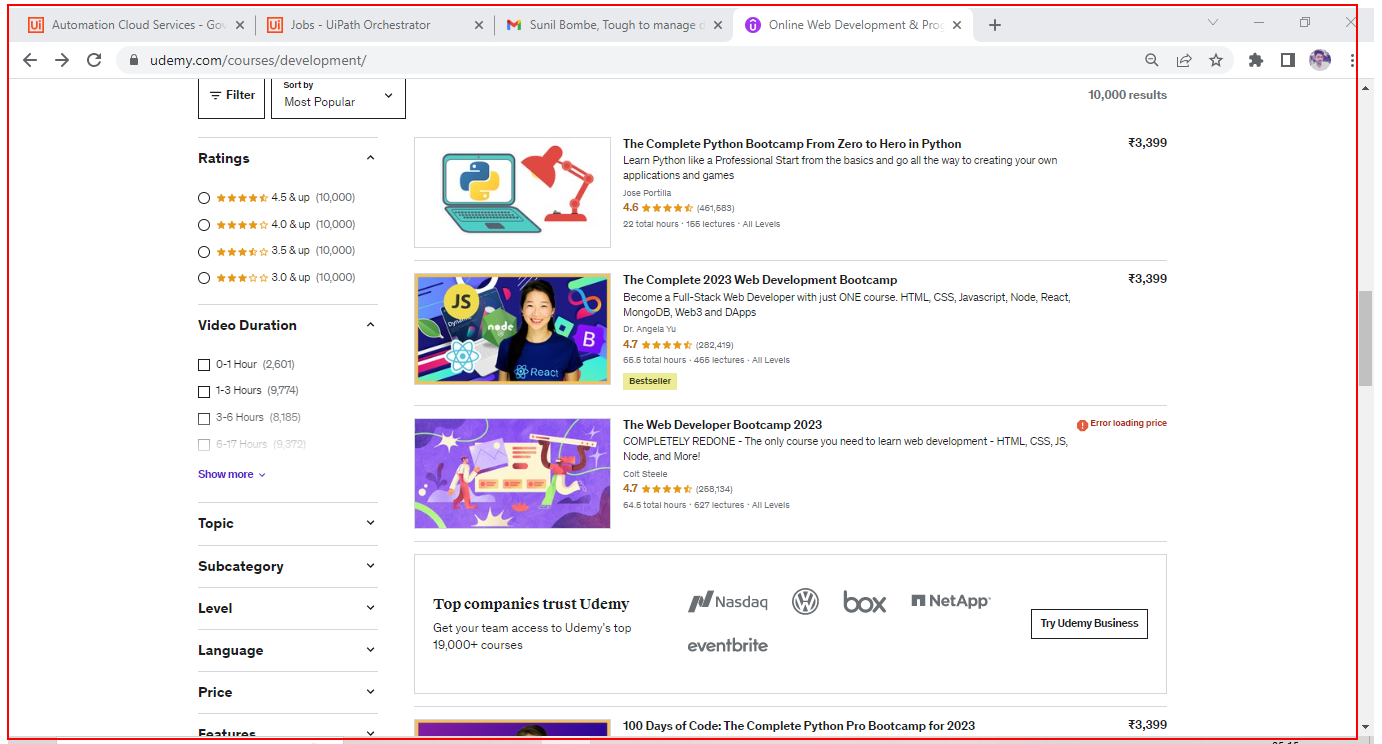 Automation Cloud Services - Gov
Jobs - UiPath Orchestrator
Sunil Bombe, Tough to manage d
Online Web Development & Prog
udemy.com/courses/development/
Filter
Sort by
Most Popular
10,000 results
Ratings
4.5 & up (10,000)
4.0 & up (10,000)
3.5 & up (10,000)
3.0 & up (10,000)
Video Duration
0-1 Hour (2,601)
1-3 Hours (9,774)
3-6 Hours (8,185)
6-17 Hours (9,372)
Show more
Topic
Subcategory
Level
Language
Price
Features
The Complete Python Bootcamp From Zero to Hero in Python
₹3,399
Learn Python like a Professional Start from the basics and go all the way to creating your own
applications and games
Jose Portilla
4.6 (461,583)
22 total hours · 155 lectures · All Levels
JS
node
React
B
The Complete 2023 Web Development Bootcamp
₹3,399
Become a Full-Stack Web Developer with just ONE course. HTML, CSS, Javascript, Node, React,
MongoDB, Web3 and DApps
Dr. Angela Yu
4.7 (282,419)
65.5 total hours · 466 lectures · All Levels
Bestseller
The Web Developer Bootcamp 2023
Error loading price
COMPLETELY REDONE - The only course you need to learn web development - HTML, CSS, JS,
Node, and More!
Colt Steele
4.7 (258,134)
64.5 total hours · 627 lectures · All Levels
Top companies trust Udemy
Get your team access to Udemy's top
19,000+ courses
Nasdaq
box
NetApp
eventbrite
Try Udemy Business
100 Days of Code: The Complete Python Pro Bootcamp for 2023
₹3,399